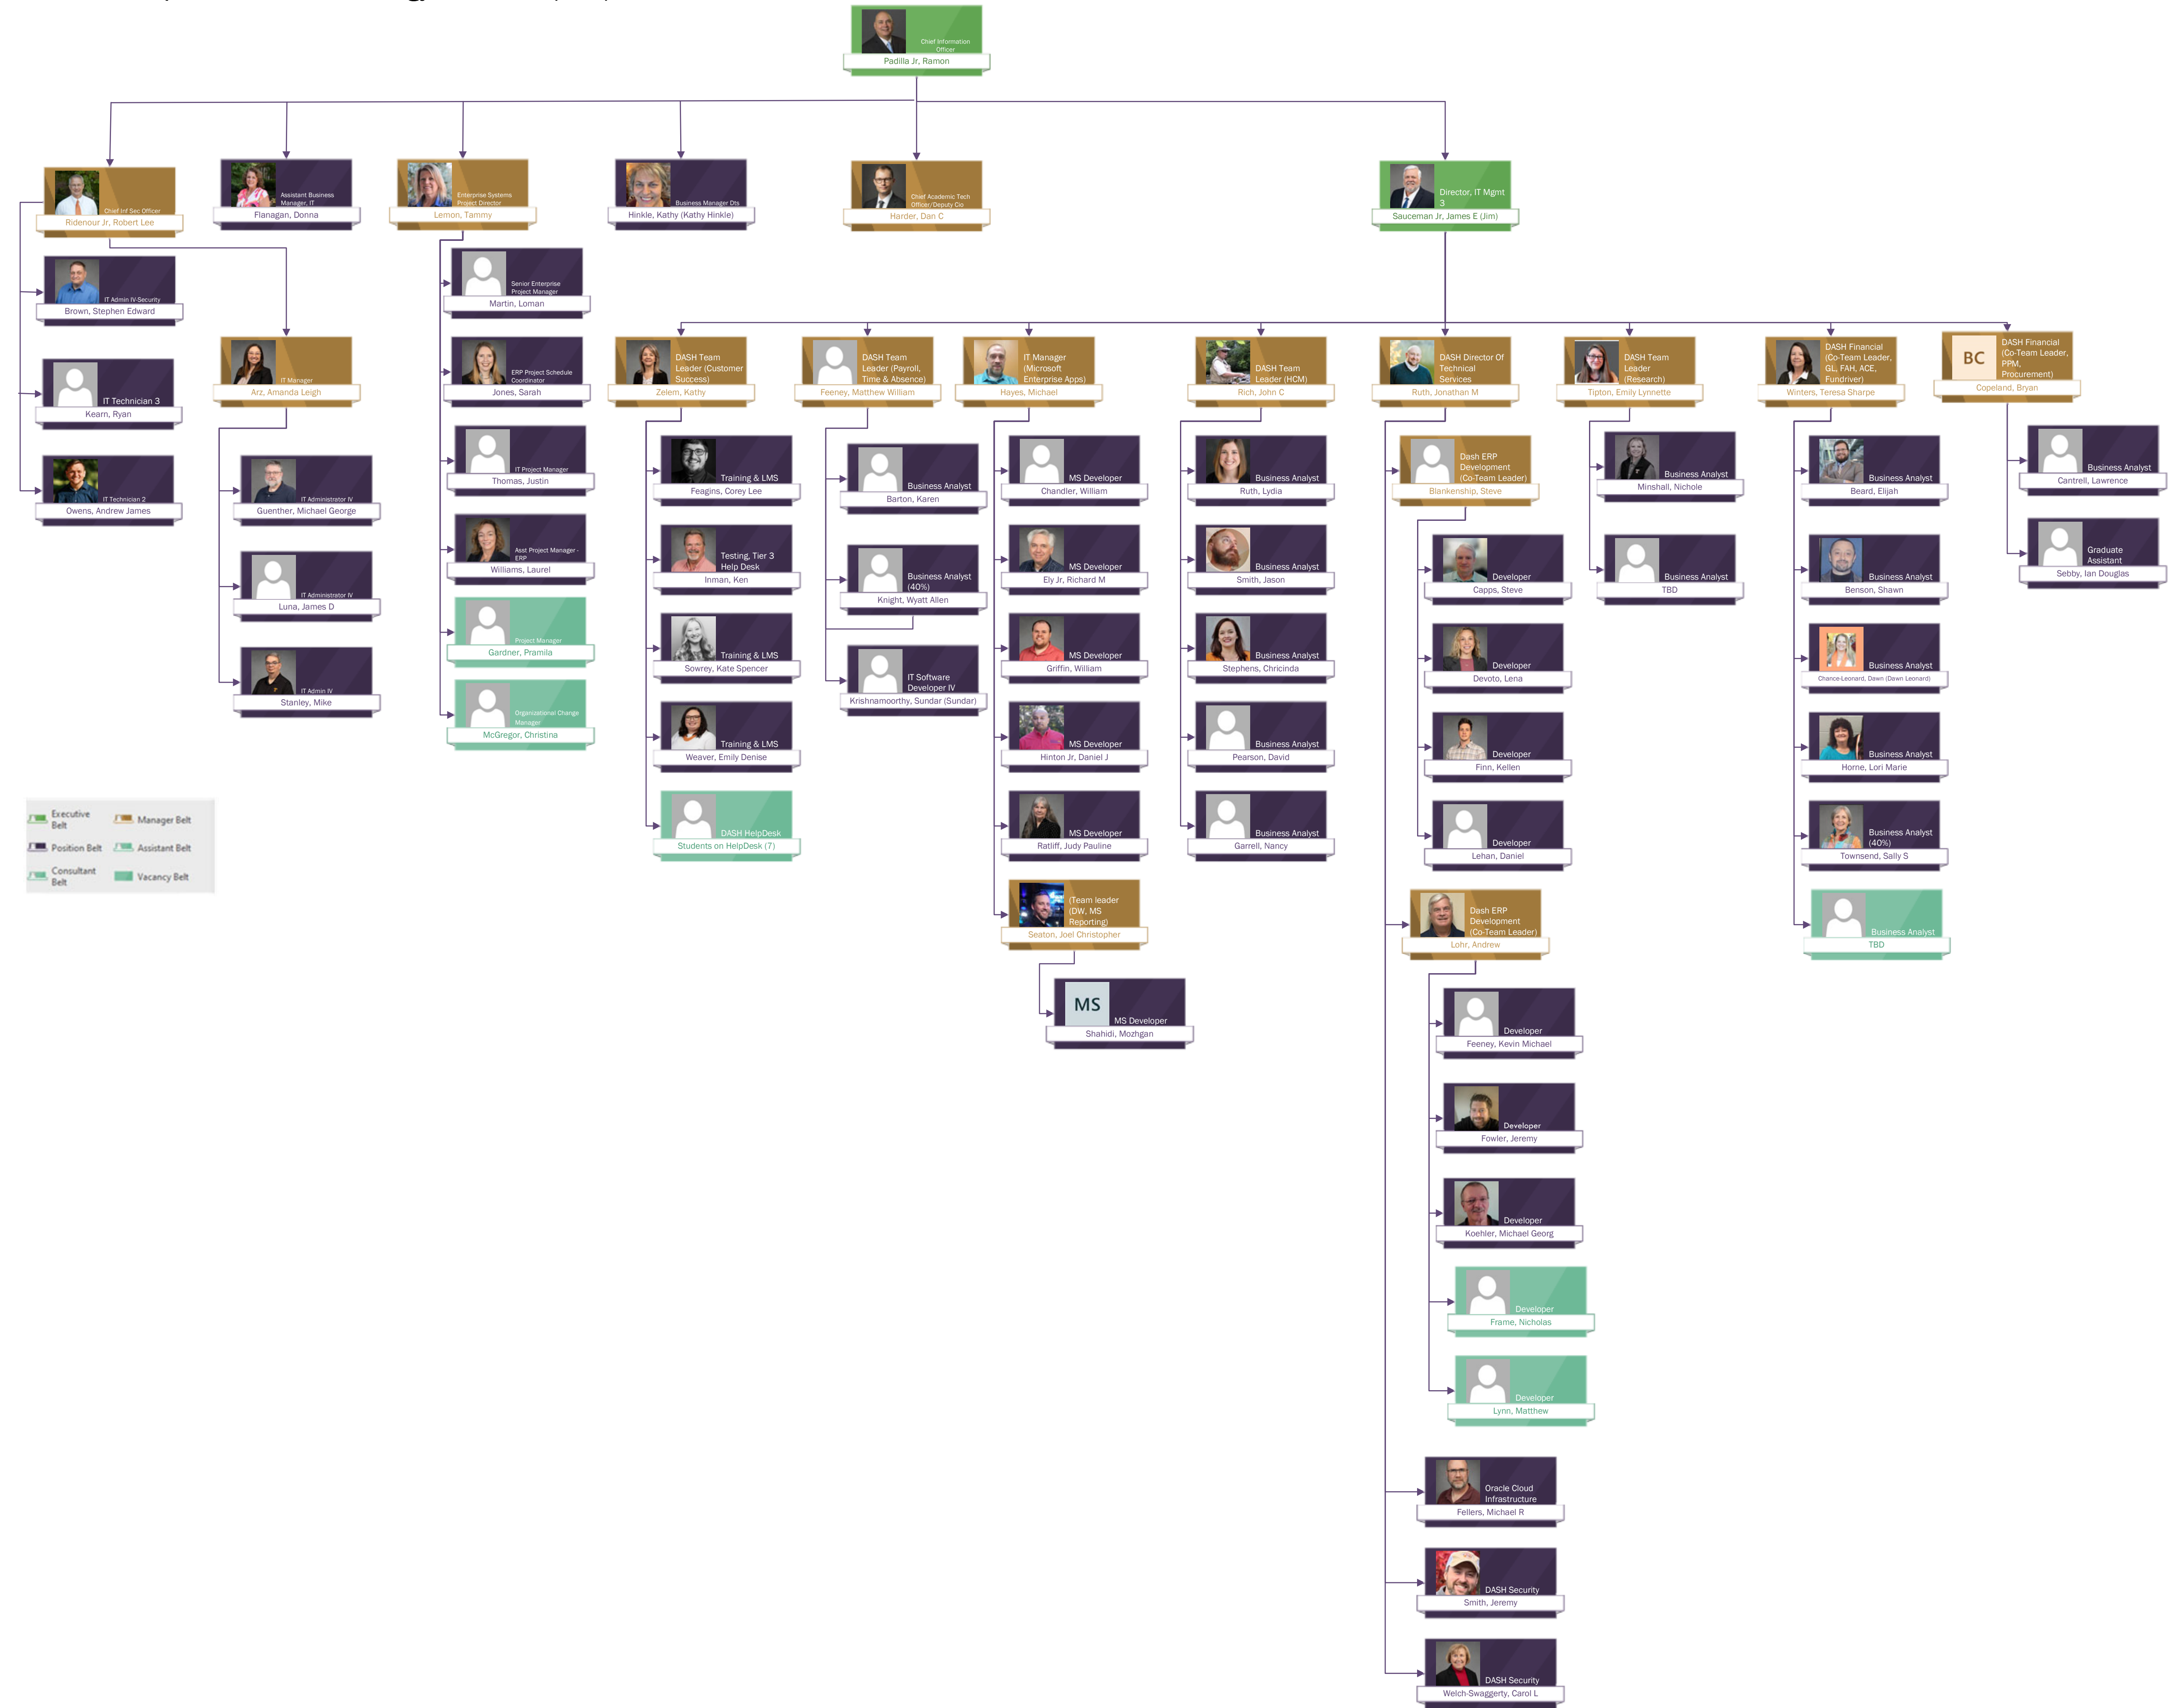 Chief Information
Officer
Padilla Jr, Ramon
Chief Inf Sec Officer
Ridenour Jr, Robert Lee
Assistant Business
Manager, IT
Flanagan, Donna
Enterprise Systems
Project Director
Lemon, Tammy
Business Manager Dts
Hinkle, Kathy (Kathy Hinkle)
Chief Academic Tech
Officer/Deputy Cio
Harder, Dan C
Director, IT Mgmt
3
Sauceman Jr, James E (Jim)
IT Admin IV-Security
Brown, Stephen Edward
IT Technician 3
Kearn, Ryan
IT Technician 2
Owens, Andrew James
IT Manager
Arz, Amanda Leigh
IT Administrator IV
Guenther, Michael George
IT Administrator IV
Luna, James D
IT Admin IV
Stanley, Mike
Senior Enterprise
Project Manager
Martin, Loman
ERP Project Schedule
Coordinator
Jones, Sarah
IT Project Manager
Thomas, Justin
Asst Project Manager -
ERP
Williams, Laurel
Project Manager
Gardner, Pramila
Organizational Change
Manager
McGregor, Christina
DASH Team
Leader (Customer
Success)
Zelem, Kathy
Training & LMS
Feagins, Corey Lee
Testing, Tier 3
Help Desk
Inman, Ken
Training & LMS
Sowrey, Kate Spencer
Training & LMS
Weaver, Emily Denise
DASH HelpDesk
Students on HelpDesk (7)
DASH Team
Leader (Payroll,
Time & Absence)
Feeney, Matthew William
Business Analyst
Barton, Karen
Business Analyst
(40%)
Knight, Wyatt Allen
IT Software
Developer IV
Krishnamoorthy, Sundar (Sundar)
IT Manager
(Microsoft
Enterprise Apps)
Hayes, Michael
MS Developer
Chandler, William
MS Developer
Ely Jr, Richard M
MS Developer
Griffin, William
MS Developer
Hinton Jr, Daniel J
MS Developer
Ratliff, Judy Pauline
(Team leader
(DW, MS
Reporting)
Seaton, Joel Christopher
MS
MS Developer
Shahidi, Mozhgan
DASH Team
Leader (HCM)
Rich, John C
Business Analyst
Ruth, Lydia
Business Analyst
Smith, Jason
Business Analyst
Stephens, Chricinda
Business Analyst
Pearson, David
Business Analyst
Garrell, Nancy
DASH Director Of
Technical
Services
Ruth, Jonathan M
Dash ERP
Development
(Co-Team Leader)
Blankenship, Steve
Developer
Capps, Steve
Developer
Devoto, Lena
Developer
Finn, Kellen
Developer
Lehan, Daniel
Dash ERP
Development
(Co-Team Leader)
Lohr, Andrew
Developer
Feeney, Kevin Michael
Developer
Fowler, Jeremy
Developer
Koehler, Michael Georg
Developer
Frame, Nicholas
Developer
Lynn, Matthew
Oracle Cloud
Infrastructure
Fellers, Michael R
DASH Security
Smith, Jeremy
DASH Security
Welch-Swaggerty, Carol L
DASH Team
Leader
(Research)
Tipton, Emily Lynnette
Business Analyst
Minshall, Nichole
Business Analyst
TBD
DASH Financial
(Co-Team Leader,
GL, FAH, ACE,
Fundriver)
Winters, Teresa Sharpe
Business Analyst
Beard, Elijah
Business Analyst
Benson, Shawn
Business Analyst
Chance-Leonard, Dawn (Dawn Leonard)
Business Analyst
Horne, Lori Marie
Business Analyst
(40%)
Townsend, Sally S
Business Analyst
TBD
BC
DASH Financial
(Co-Team Leader,
PPM,
Procurement)
Copeland, Bryan
Business Analyst
Cantrell, Lawrence
Graduate
Assistant
Sebby, Ian Douglas
Executive
Belt
Manager Belt
Position Belt
Assistant Belt
Consultant
Belt
Vacancy Belt